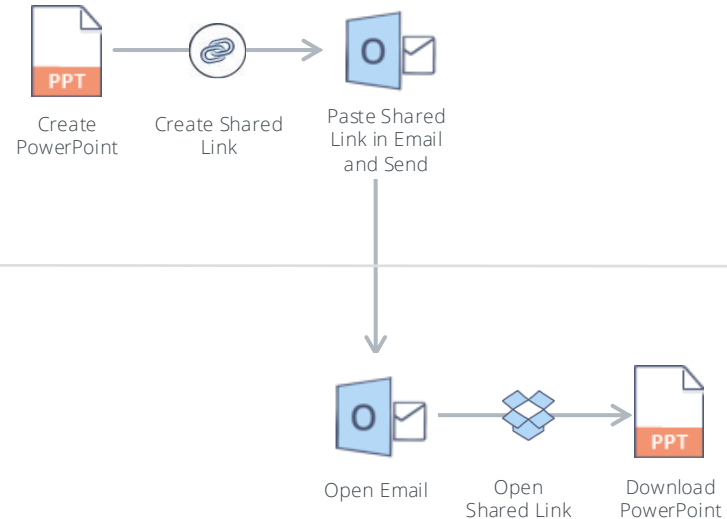 PPT
O
Create
PowerPoint
Create Shared
Link
Paste Shared
Link in Email
and Send
O
PPT
Open Email
Open
Shared Link
Download
PowerPoint